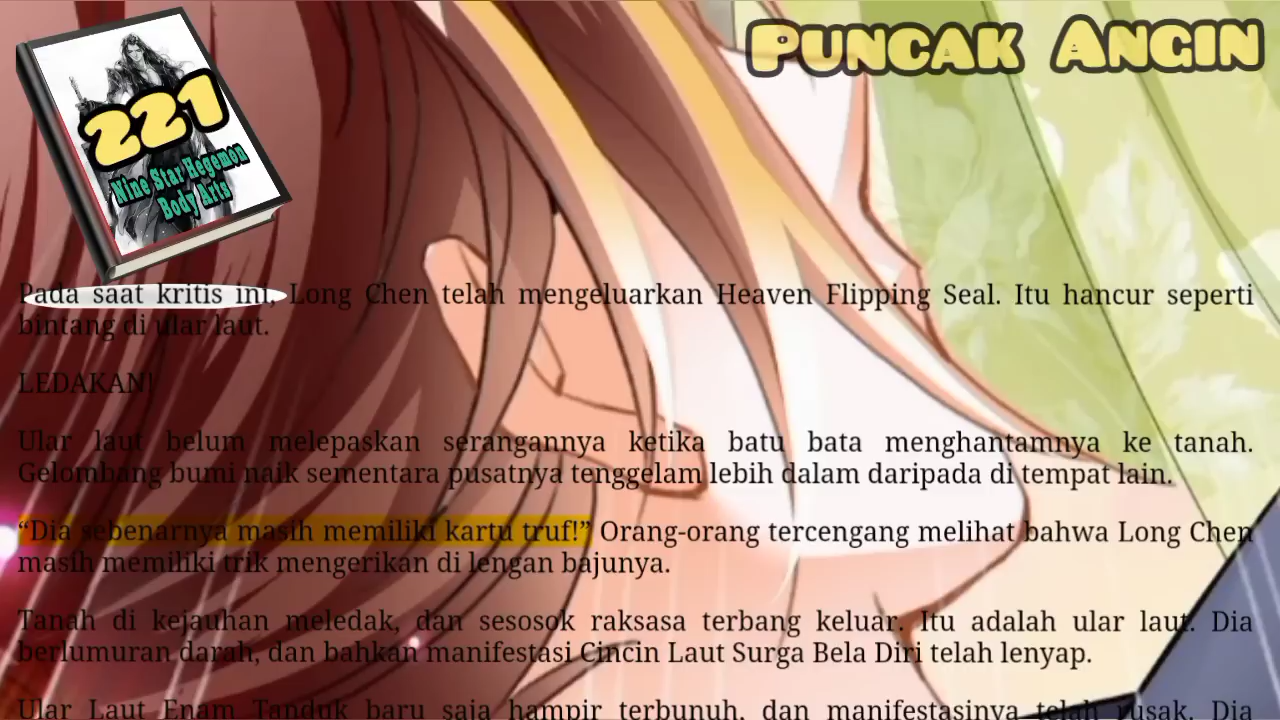 PUNCAK ANGIN
221
Nine Star Hegemon
Body Arts
Pada saat kritis ini, Long Chen telah mengeluarkan Heaven Flipping Seal. Itu hancur seperti
bintang di ular laut.
LEDAKAN!
Ular laut belum melepaskan serangannya ketika batu bata menghantamnya ke tanah.
Gelombang bumi naik sementara pusatnya tenggelam lebih dalam daripada di tempat lain.
“Dia sebenarnya masih memiliki kartu truf!” Orang-orang tercengang melihat bahwa Long Chen
masih memiliki trik mengerikan di lengan bajunya.
Tanah di kejauhan meledak, dan sesosok raksasa terbang keluar. Itu adalah ular laut. Dia
berlumuran darah, dan bahkan manifestasi Cincin Laut Surga Bela Diri telah lenyap.
Ular Laut Enam Tanduk baru saja hampir terbunuh, dan manifestasinya telah rusak. Dia